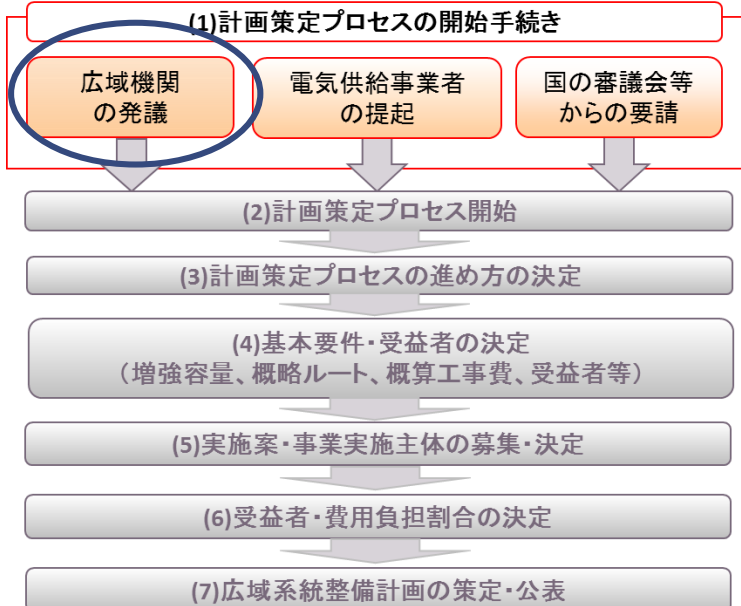 (1)計画策定プロセスの開始手続き
広域機関
の発議
電気供給事業者
の提起
国の審議会等
からの要請
(2)計画策定プロセス開始
(3)計画策定プロセスの進め方の決定
(4)基本要件・受益者の決定
（増強容量、概略ルート、概算工事費、受益者等）
(5)実施案・事業実施主体の募集・決定
(6)受益者・費用負担割合の決定
(7)広域系統整備計画の策定・公表